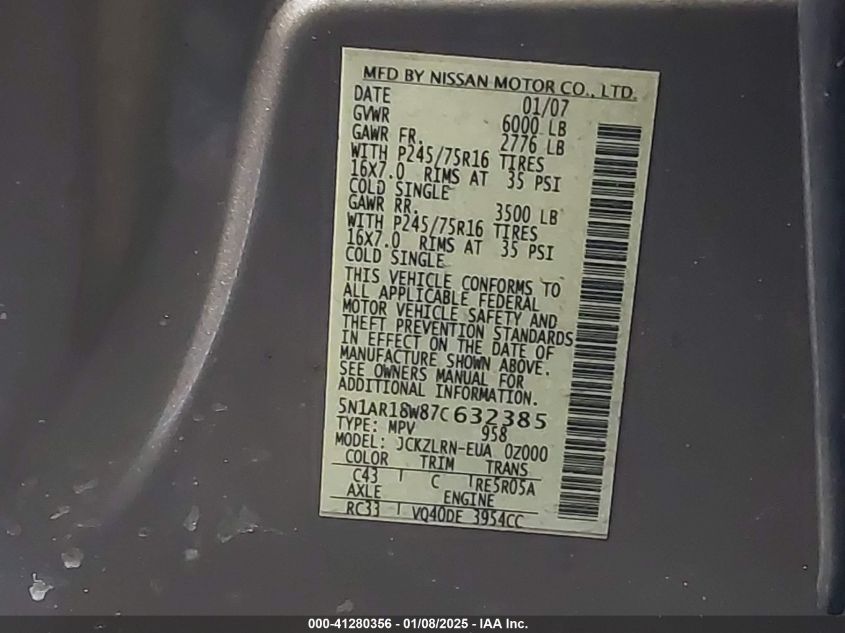 MFD BY NISSAN MOTOR CO., LTD.
DATE 01/07
GVWR 6000 LB
GAWR FR. 2776 LB
WITH P245/75R16 TIRES
16X7.0 RIMS AT 35 PSI
COLD SINGLE
GAWR RR. 3500 LB
WITH P245/75R16 TIRES
16X7.0 RIMS AT 35 PSI
COLD SINGLE
THIS VEHICLE CONFORMS TO
ALL APPLICABLE FEDERAL
MOTOR VEHICLE SAFETY AND
THEFT PREVENTION STANDARDS
IN EFFECT ON THE DATE OF
MANUFACTURE SHOWN ABOVE.
SEE OWNERS MANUAL FOR
ADDITIONAL INFORMATION.
5N1AR18W87C632385
TYPE: MPV 958
MODEL: JCKZLRN-EUA OZ000
COLOR TRIM TRANS
C43 C RE5R05A
AXLE ENGINE
RC33 VQ40DE 3954CC
000-41280356 - 01/08/2025 - IAA Inc.